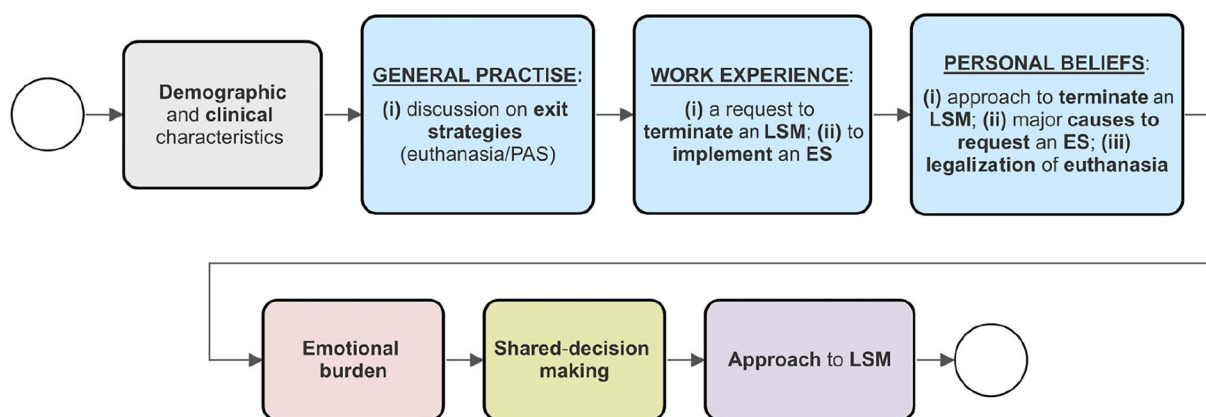 Demographic
and clinical
characteristics
GENERAL PRACTISE:
(i) discussion on exit
strategies
(euthanasia/PAS)
WORK EXPERIENCE:
(i) a request to
terminate an LSM; (ii) to
implement an ES
PERSONAL BELIEFS:
(i) approach to terminate an
LSM; (ii) major causes to
request an ES; (iii)
legalization of euthanasia
Emotional
burden
Shared-decision
making
Approach to LSM